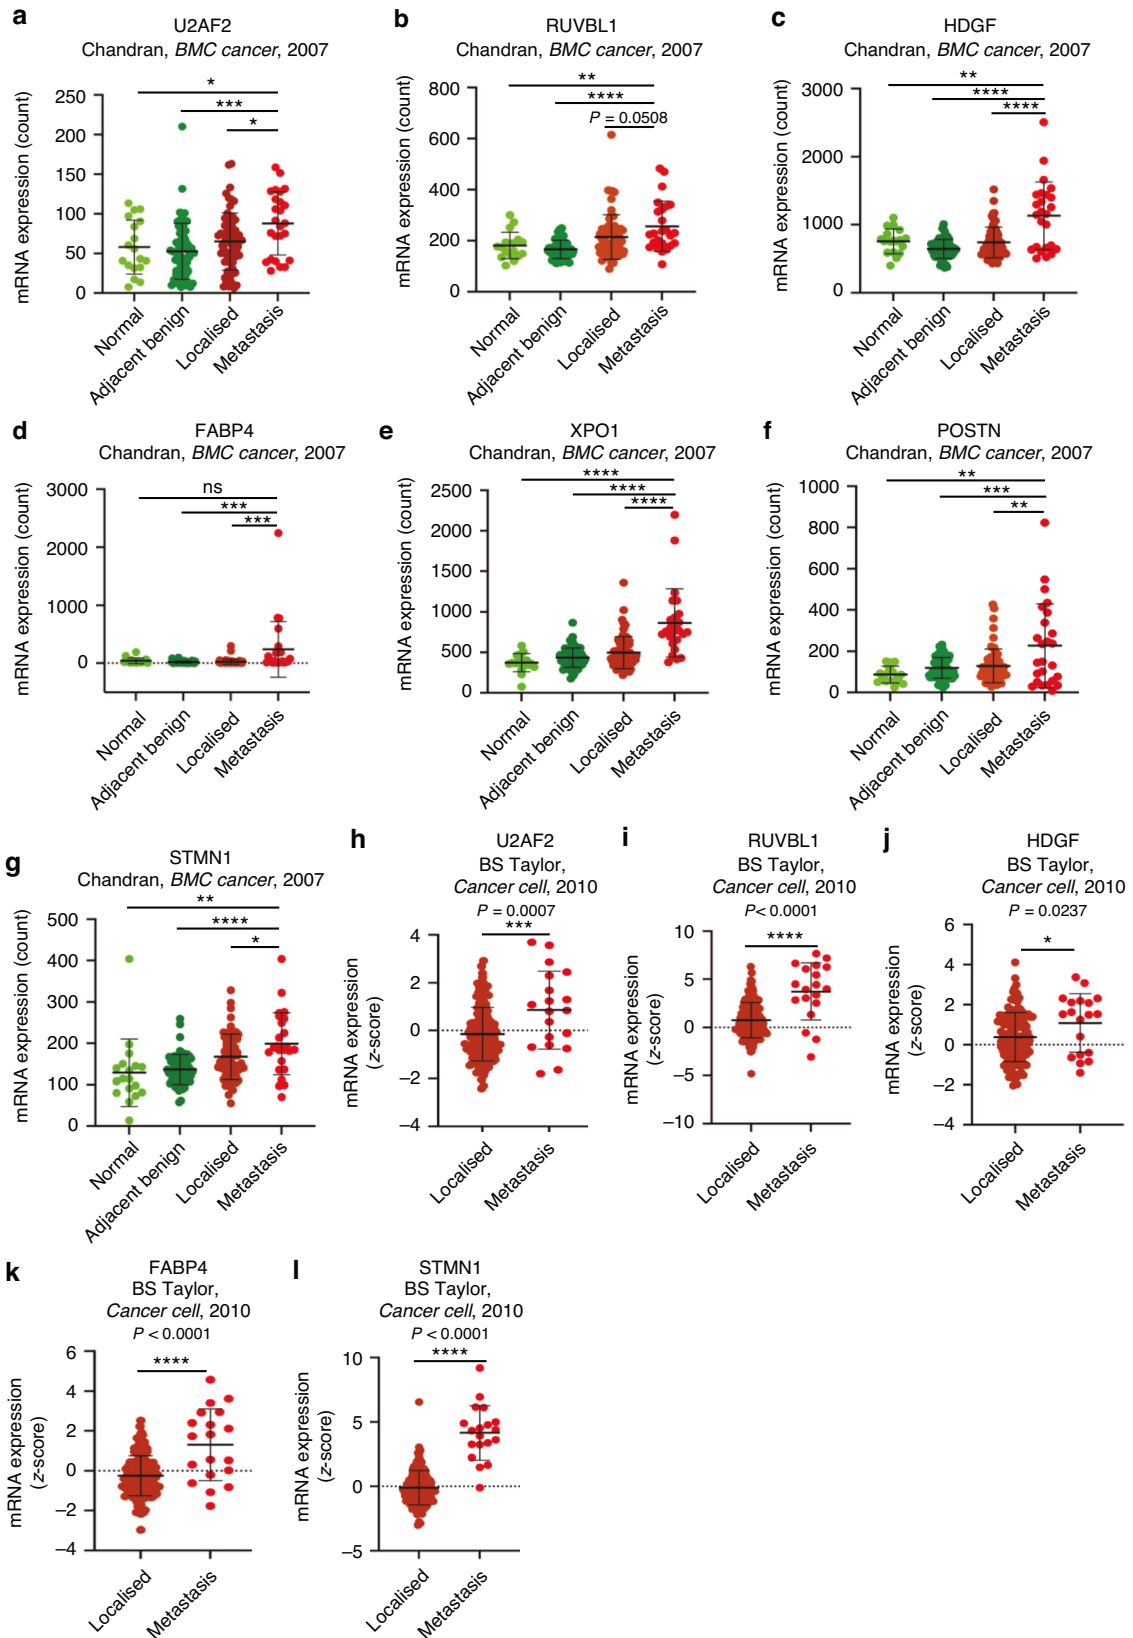 a
U2AF2
Chandran, BMC cancer, 2007
mRNA expression (count)
*
***
*
250
200
150
100
50
0
Normal
Adjacent benign
Localised
Metastasis
b
RUVBL1
Chandran, BMC cancer, 2007
mRNA expression (count)
**
****
P = 0.0508
800
600
400
200
0
Normal
Adjacent benign
Localised
Metastasis
c
HDGF
Chandran, BMC cancer, 2007
mRNA expression (count)
**
****
****
3000
2000
1000
0
Normal
Adjacent benign
Localised
Metastasis
d
FABP4
Chandran, BMC cancer, 2007
mRNA expression (count)
ns
***
***
3000
2000
1000
0
Normal
Adjacent benign
Localised
Metastasis
e
XPO1
Chandran, BMC cancer, 2007
mRNA expression (count)
****
****
****
2500
2000
1500
1000
500
0
Normal
Adjacent benign
Localised
Metastasis
f
POSTN
Chandran, BMC cancer, 2007
mRNA expression (count)
**
***
**
1000
800
600
400
200
0
Normal
Adjacent benign
Localised
Metastasis
g
STMN1
Chandran, BMC cancer, 2007
mRNA expression (count)
**
****
*
500
400
300
200
100
0
Normal
Adjacent benign
Localised
Metastasis
h
U2AF2
BS Taylor,
Cancer cell, 2010
P = 0.0007
***
mRNA expression
(z-score)
4
2
0
−2
−4
Localised
Metastasis
i
RUVBL1
BS Taylor,
Cancer cell, 2010
P < 0.0001
****
mRNA expression
(z-score)
10
5
0
−5
−10
Localised
Metastasis
j
HDGF
BS Taylor,
Cancer cell, 2010
P = 0.0237
*
mRNA expression
(z-score)
6
4
2
0
−2
−4
Localised
Metastasis
k
FABP4
BS Taylor,
Cancer cell, 2010
P < 0.0001
****
mRNA expression
(z-score)
6
4
2
0
−2
−4
Localised
Metastasis
l
STMN1
BS Taylor,
Cancer cell, 2010
P < 0.0001
****
mRNA expression
(z-score)
10
5
0
−5
Localised
Metastasis